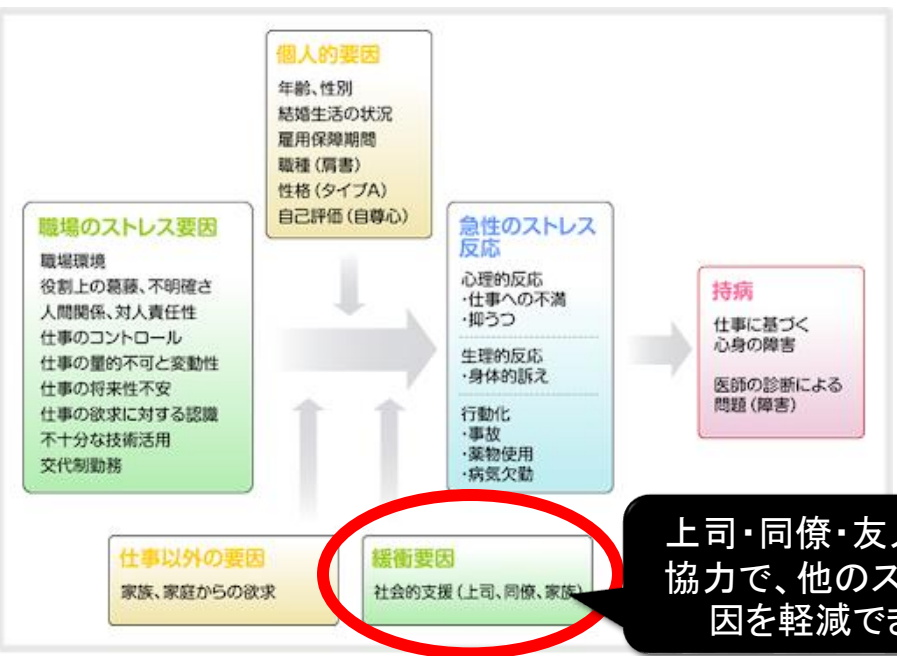 個人的要因
年齢、性別
結婚生活の状況
雇用保障期間
職種(肩書)
性格(タイプA)
自己評価(自尊心)
職場のストレス要因
職場環境
役割上の葛藤、不明確さ
人間関係、対人責任性
仕事のコントロール
仕事の量的不可と変動性
仕事の将来性不安
仕事の欲求に対する認識
不十分な技術活用
交代制勤務
急性のストレス
反応
心理的反応
・仕事への不満
・抑うつ
生理的反応
・身体的訴え
行動化
・事故
・薬物使用
・病気欠勤
持病
仕事に基づく
心身の障害
医師の診断による
問題(障害)
仕事以外の要因
家族、家庭からの欲求
緩衝要因
社会的支援(上司、同僚、家族)
上司・同僚・友
協力で、他のス
因を軽減でき